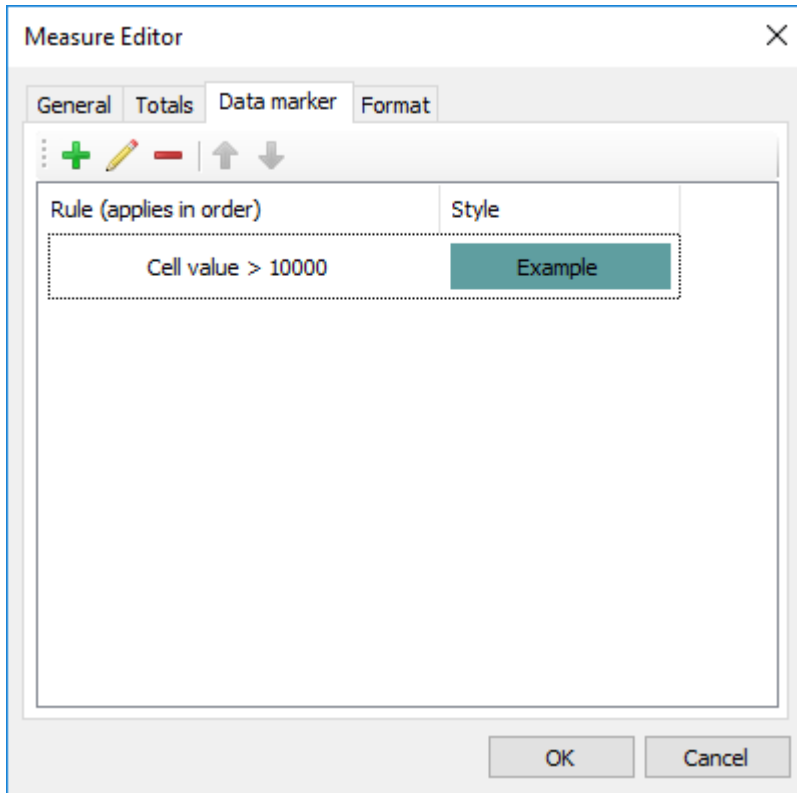 Measure Editor
General Totals Data marker Format
Rule (applies in order) Style
Cell value > 10000 Example
OK Cancel